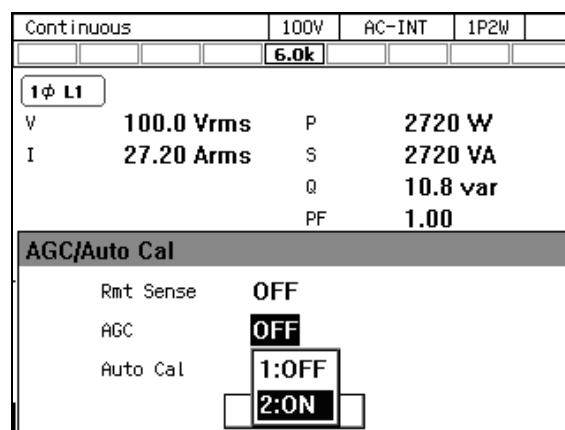 Continuous 100V AC-INT 1P2W
6.0k
1ϕ L1
V 100.0 Vrms P 2720 W
I 27.20 Arms S 2720 VA
Q 10.8 var
PF 1.00
AGC/Auto Cal
Rmt Sense OFF
AGC OFF
Auto Cal 1:OFF
2:ON